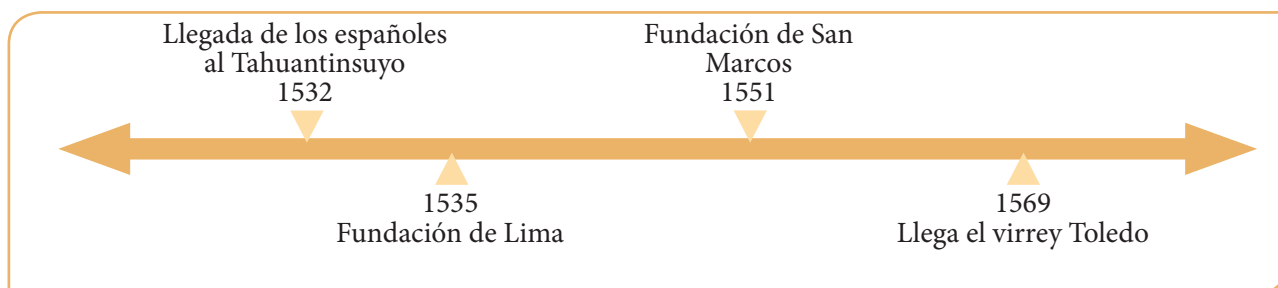 Llegada de los españoles
al Tahuantinsuyo
1532
Fundación de San
Marcos
1551
1535
Fundación de Lima
1569
Llega el virrey Toledo